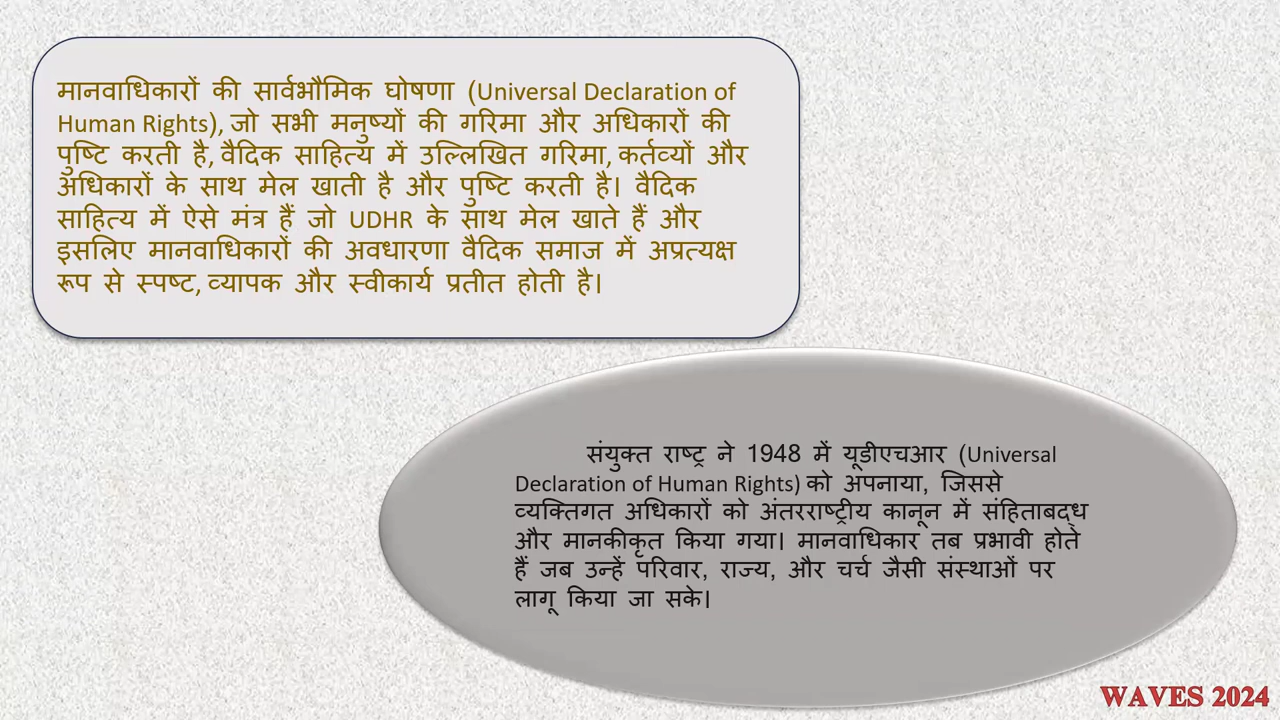 मानवाधिकारों की सार्वभौमिक घोषणा (Universal Declaration of
Human Rights), जो सभी मनुष्यों की गरिमा और अधिकारों की
पुष्टि करती है, वैदिक साहित्य में उल्लिखित गरिमा, कर्तव्यों और
अधिकारों के साथ मेल खाती है और पुष्टि करती है। वैदिक
साहित्य में ऐसे मंत्र हैं जो UDHR के साथ मेल खाते हैं और
इसलिए मानवाधिकारों की अवधारणा वैदिक समाज में अप्रत्यक्ष
रूप से स्पष्ट, व्यापक और स्वीकार्य प्रतीत होती है।
संयुक्त राष्ट्र ने 1948 में यूडीएचआर (Universal
Declaration of Human Rights) को अपनाया, जिससे
व्यक्तिगत अधिकारों को अंतरराष्ट्रीय कानून में संहिताबद्ध
और मानकीकृत किया गया। मानवाधिकार तब प्रभावी होते
हैं जब उन्हें परिवार, राज्य, और चर्च जैसी संस्थाओं पर
लागू किया जा सके।
WAVES 2024